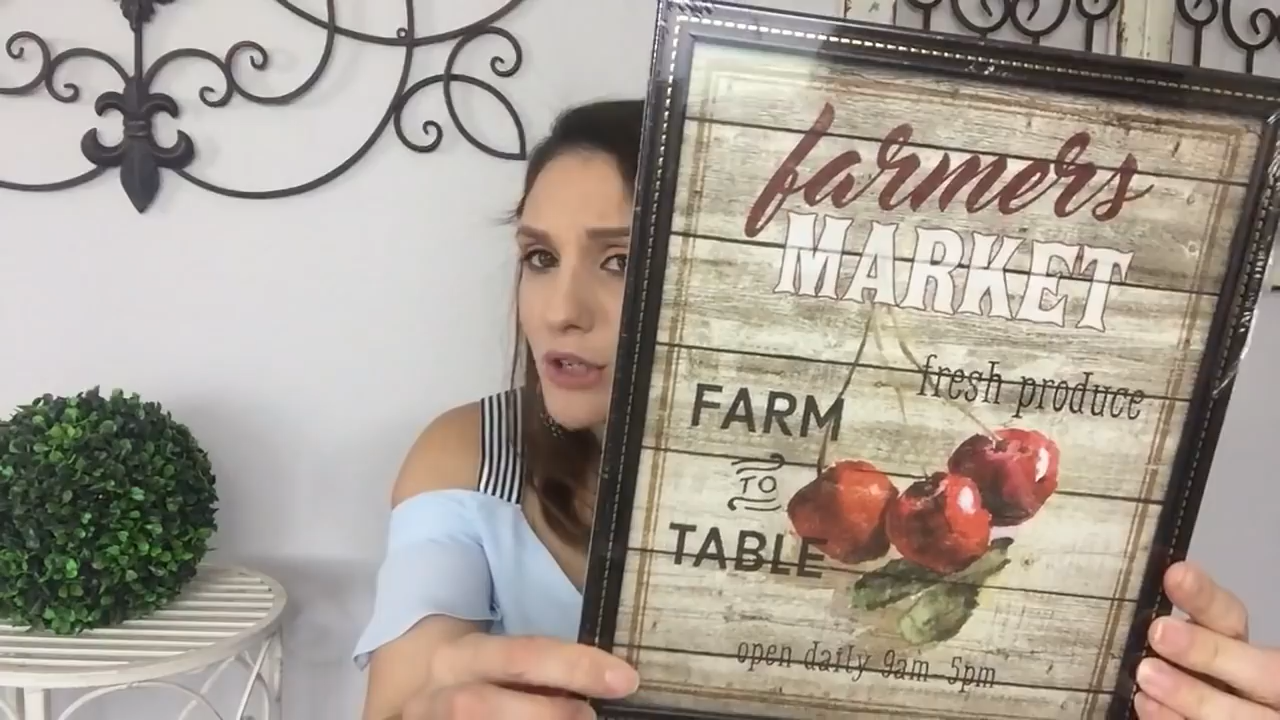 farmers
MARKET
fresh produce
FARM
TO
TABLE
open daily 9am-5pm